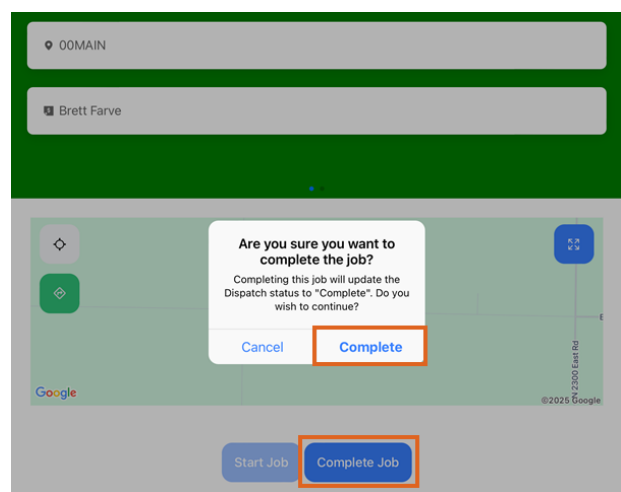 00MAIN
Brett Farve
Are you sure you want to
complete the job?
Completing this job will update the
Dispatch status to "Complete". Do you
wish to continue?
Cancel
Complete
N 2300 East Rd
E
Google
©2025 Google
Start Job
Complete Job